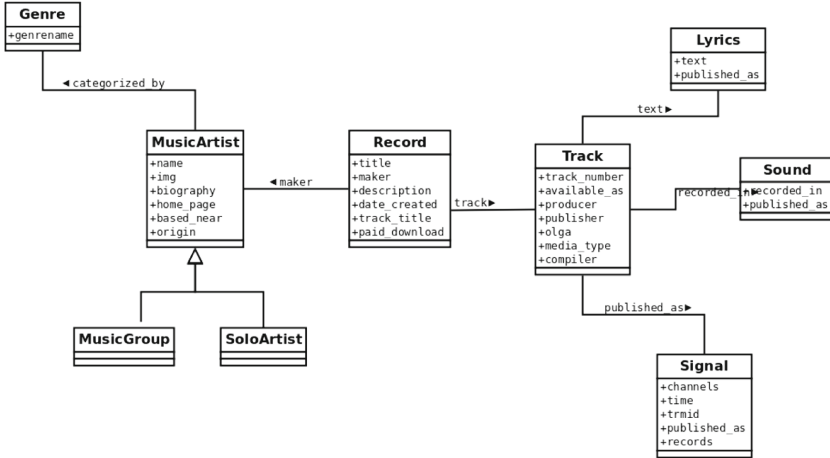 Genre
+genrename
◄ categorized_by
MusicArtist
+name
+img
+biography
+home_page
+based_near
+origin
MusicGroup
SoloArtist
◄ maker
Record
+title
+maker
+description
+date_created
+track_title
+paid_download
track►
Track
+track_number
+available_as
+producer
+publisher
+olga
+media_type
+compiler
text►
Lyrics
+text
+published_as
recorded_in►
Sound
+recorded_in
+published_as
published_as►
Signal
+channels
+time
+trmid
+published_as
+records